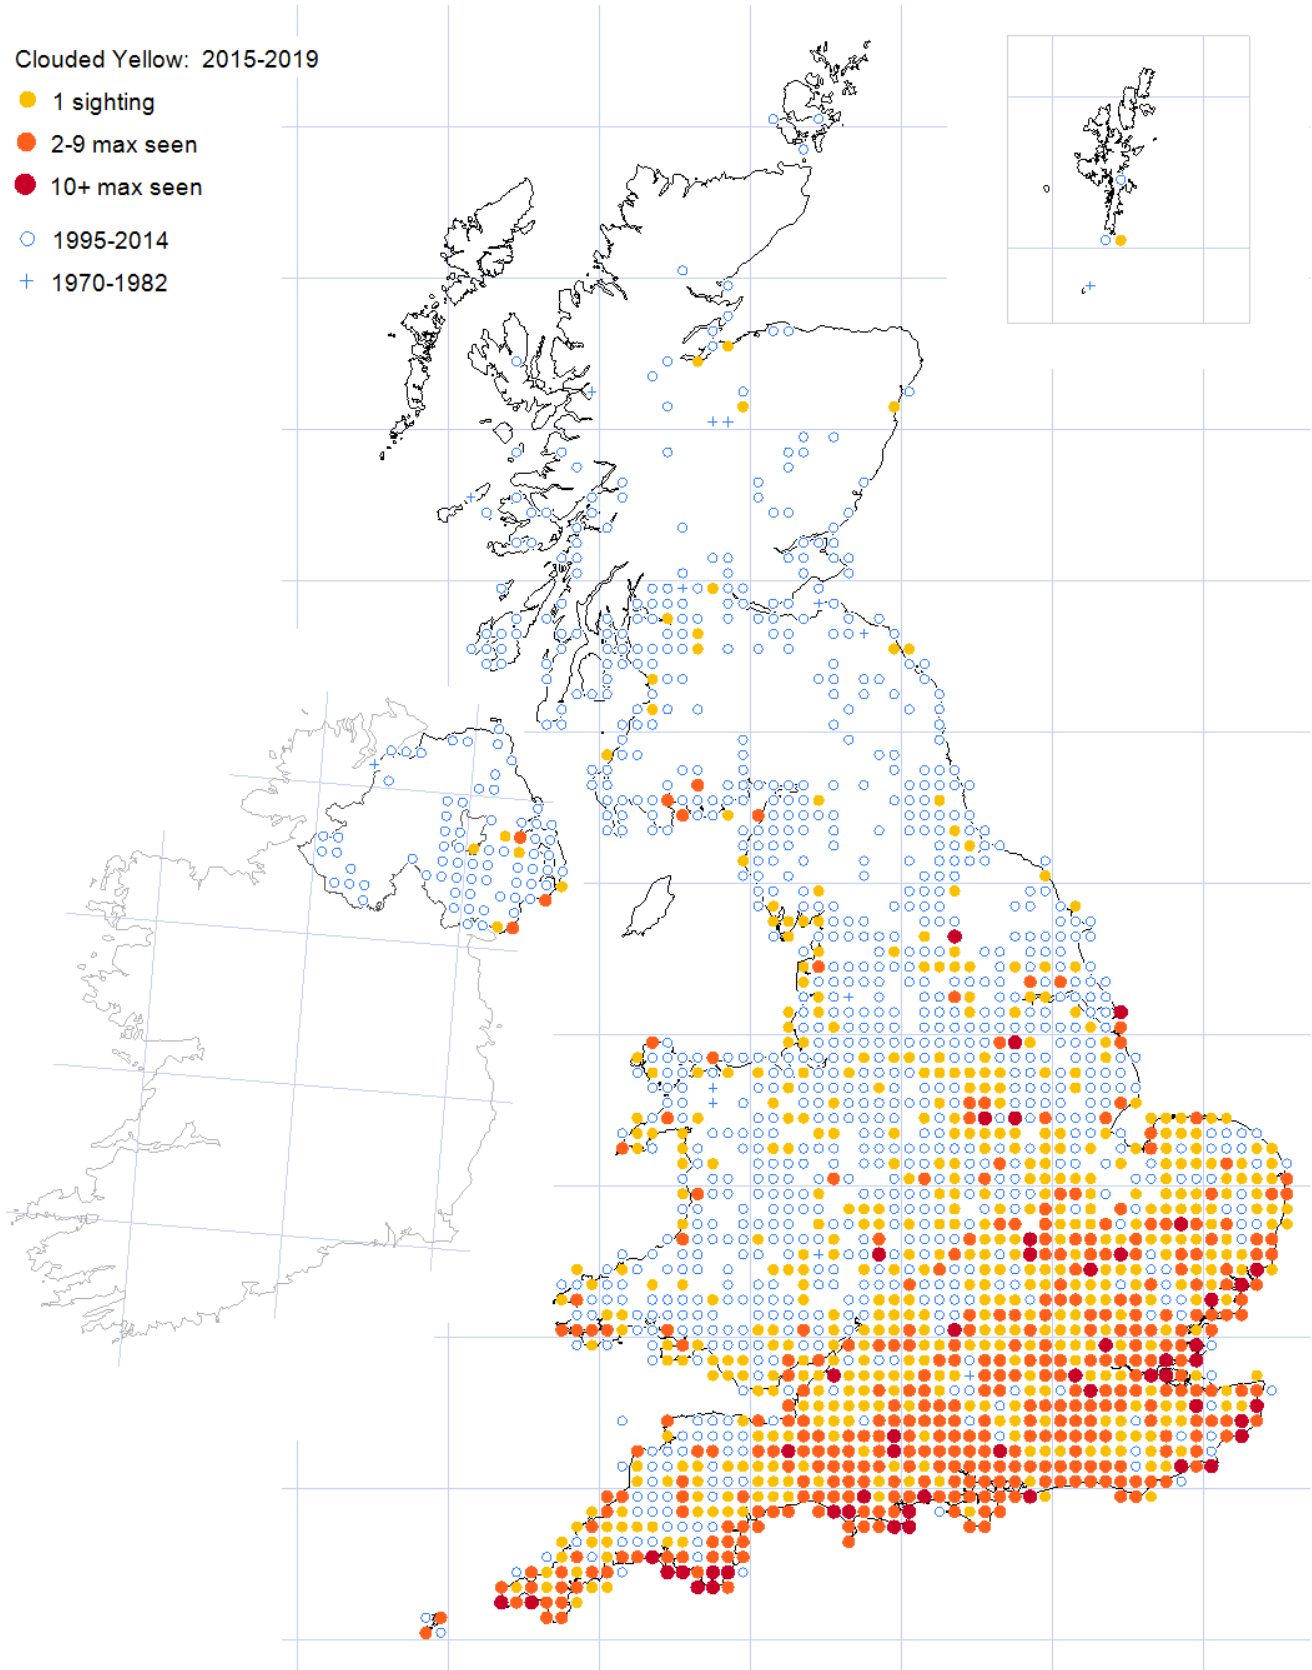 Clouded Yellow: 2015-2019
1 sighting
2-9 max seen
10+ max seen
1995-2014
1970-1982